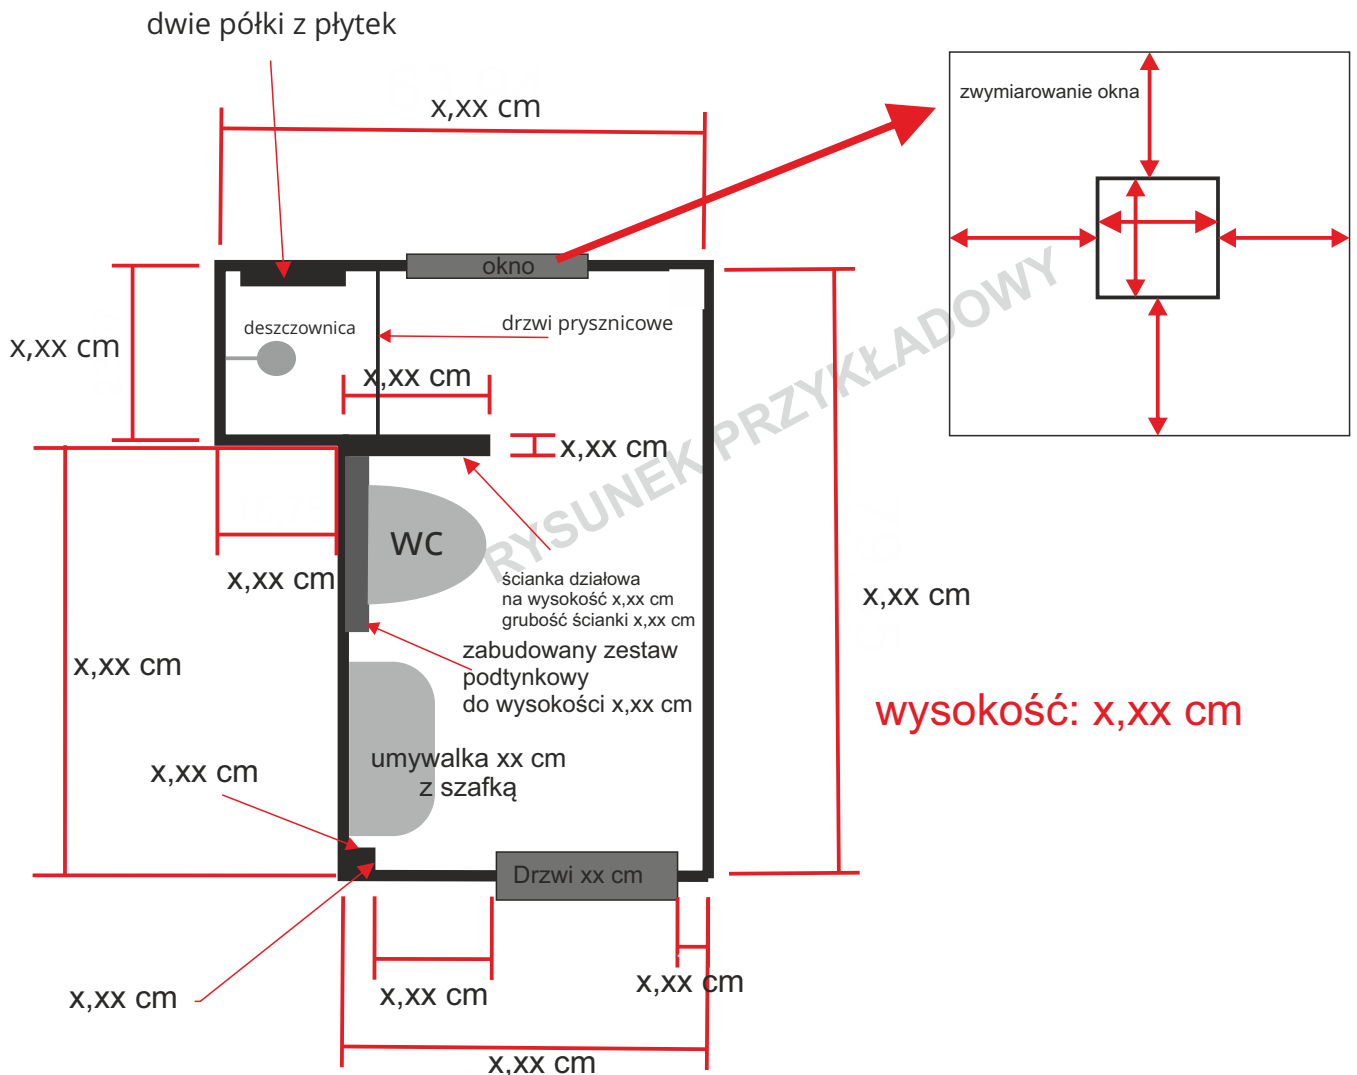 dwie półki z płytek
x,xx cm
zwymiarowanie okna
okno
deszczownica
drzwi prysznicowe
x,xx cm
x,xx cm
x,xx cm
RYSUNEK PRZYKŁADOWY
WC
x,xx cm
ścianka działowa
na wysokość x,xx cm
grubość ścianki x,xx cm
x,xx cm
zabudowany zestaw
podtynkowy
do wysokości x,xx cm
x,xx cm
wysokość: x,xx cm
umywalka xx cm
z szafką
x,xx cm
Drzwi xx cm
x,xx cm
x,xx cm
x,xx cm
x,xx cm